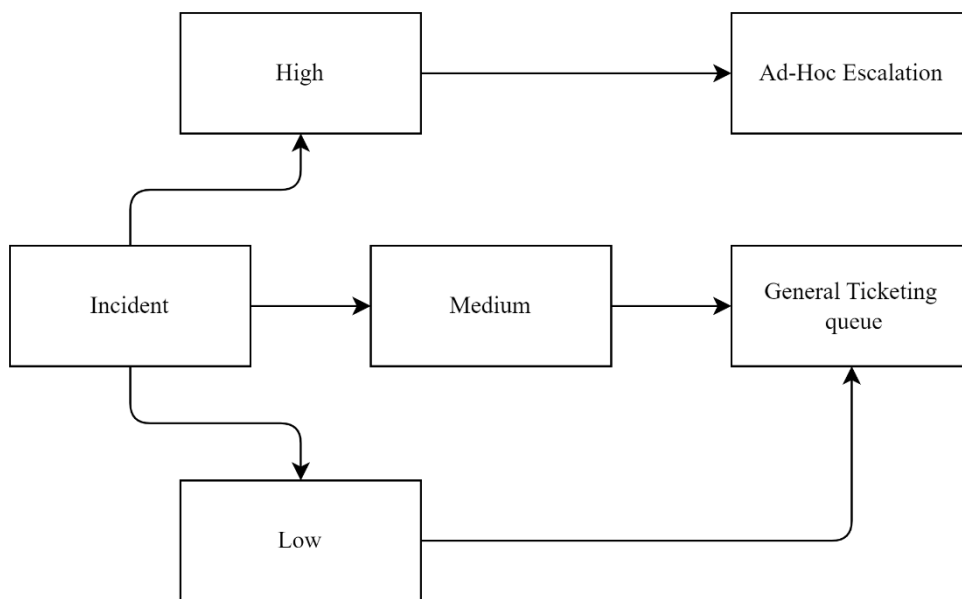 High
Ad-Hoc Escalation
Incident
Medium
General Ticketing
queue
Low